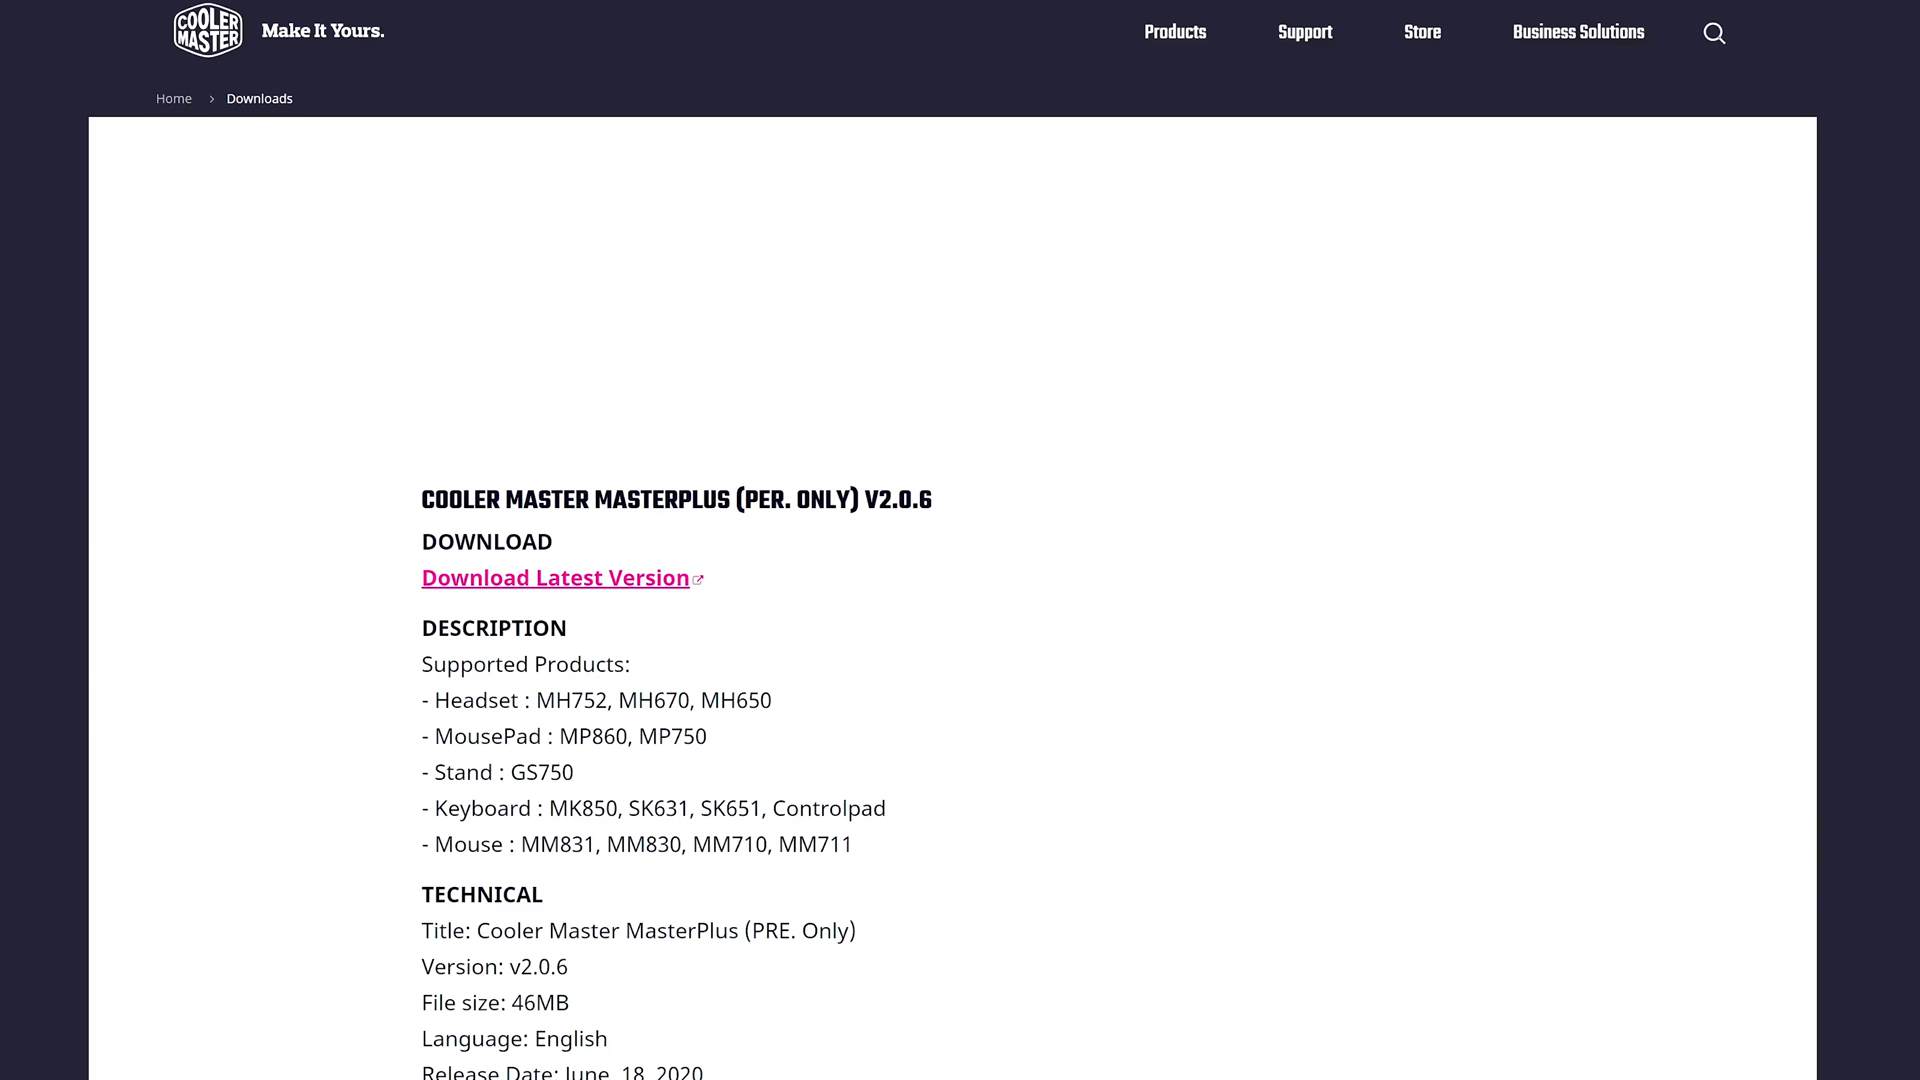 COOLER MASTER
Make It Yours.
Products
Support
Store
Business Solutions
Home > Downloads
COOLER MASTER MASTERPLUS (PER. ONLY) V2.0.6
DOWNLOAD
Download Latest Version
DESCRIPTION
Supported Products:
- Headset : MH752, MH670, MH650
- MousePad : MP860, MP750
- Stand : GS750
- Keyboard : MK850, SK631, SK651, Controlpad
- Mouse : MM831, MM830, MM710, MM711
TECHNICAL
Title: Cooler Master MasterPlus (PRE. Only)
Version: v2.0.6
File size: 46MB
Language: English
Release Date: June, 18, 2020